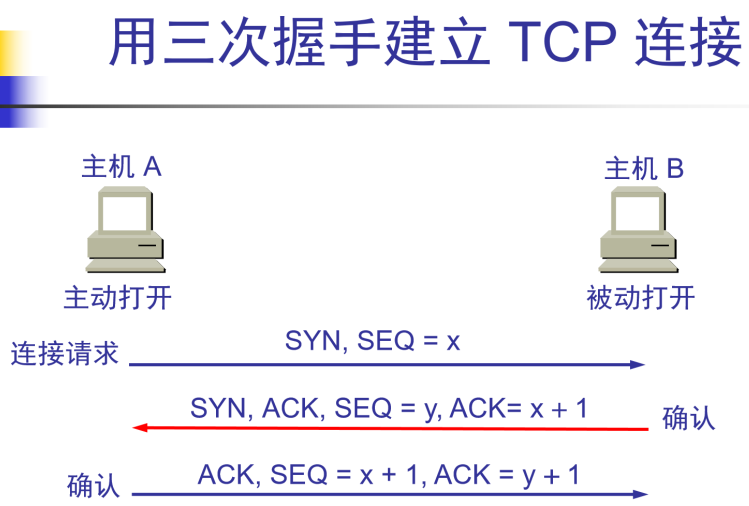 用三次握手建立 TCP 连接
主机 A
主机 B
主动打开
被动打开
连接请求
SYN, SEQ = x
SYN, ACK, SEQ = y, ACK= x + 1
确认
确认
ACK, SEQ = x + 1, ACK = y + 1